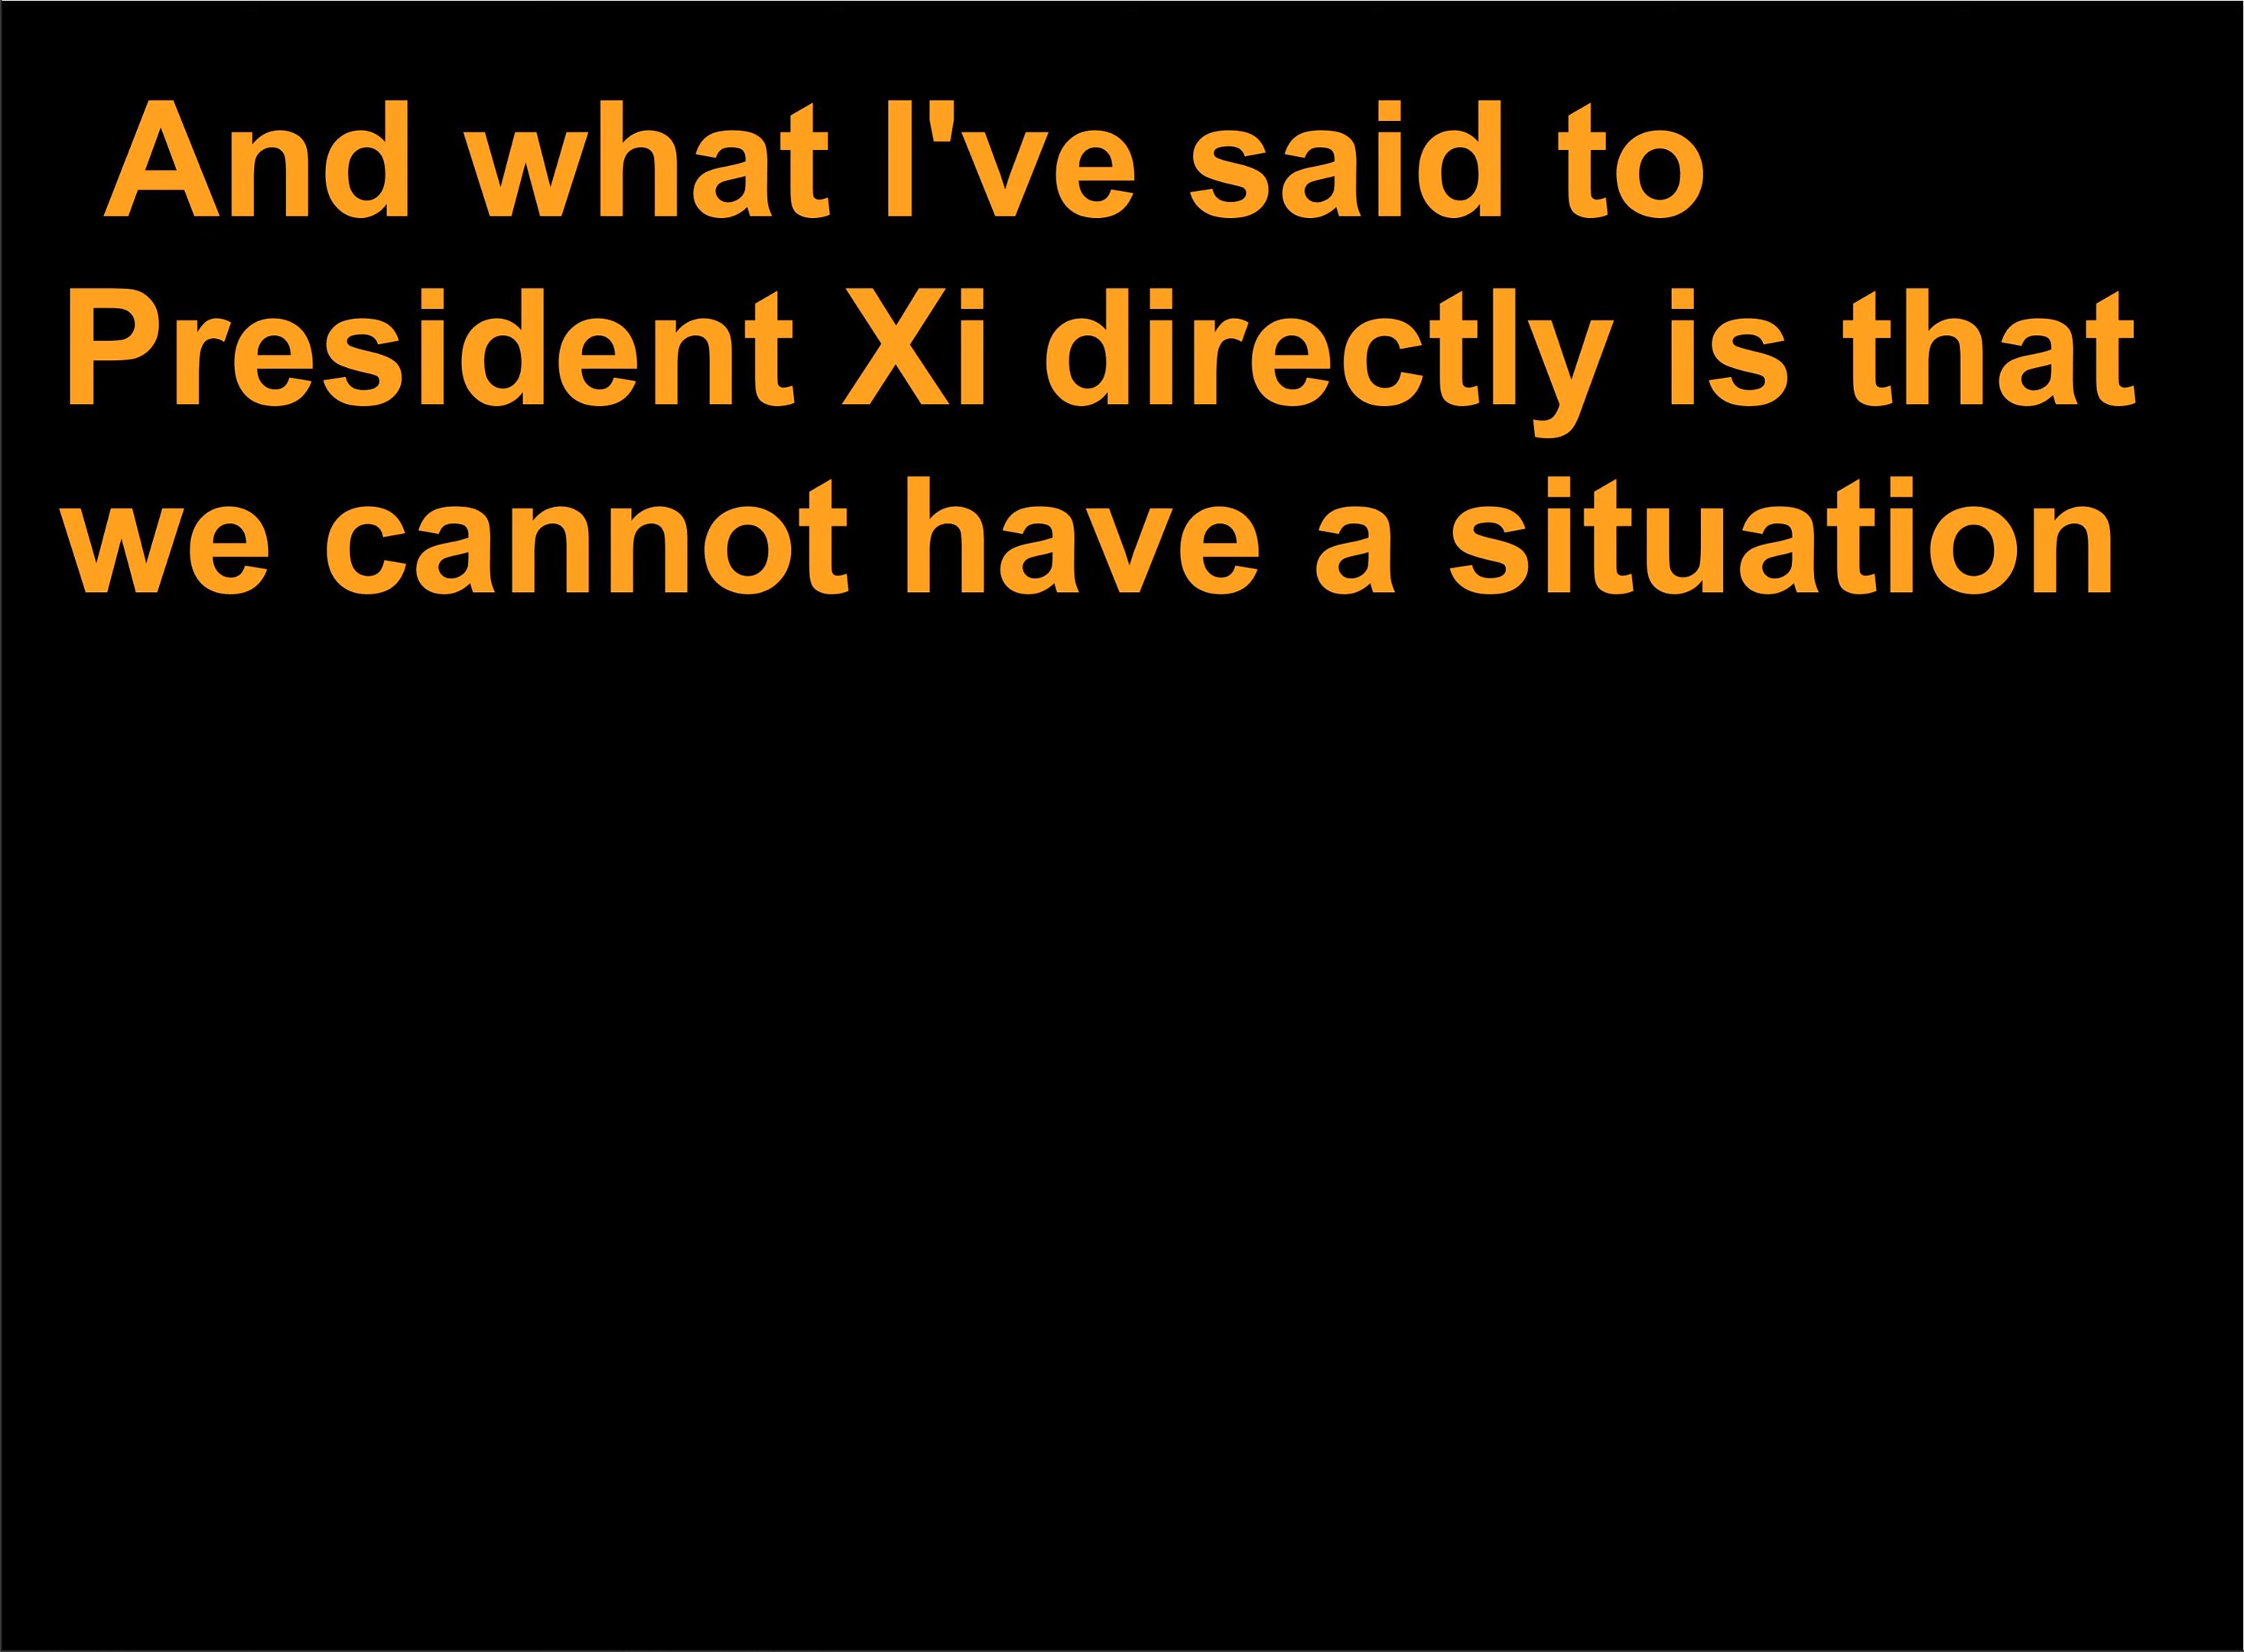 And what I've said to
President Xi directly is that
we cannot have a situation